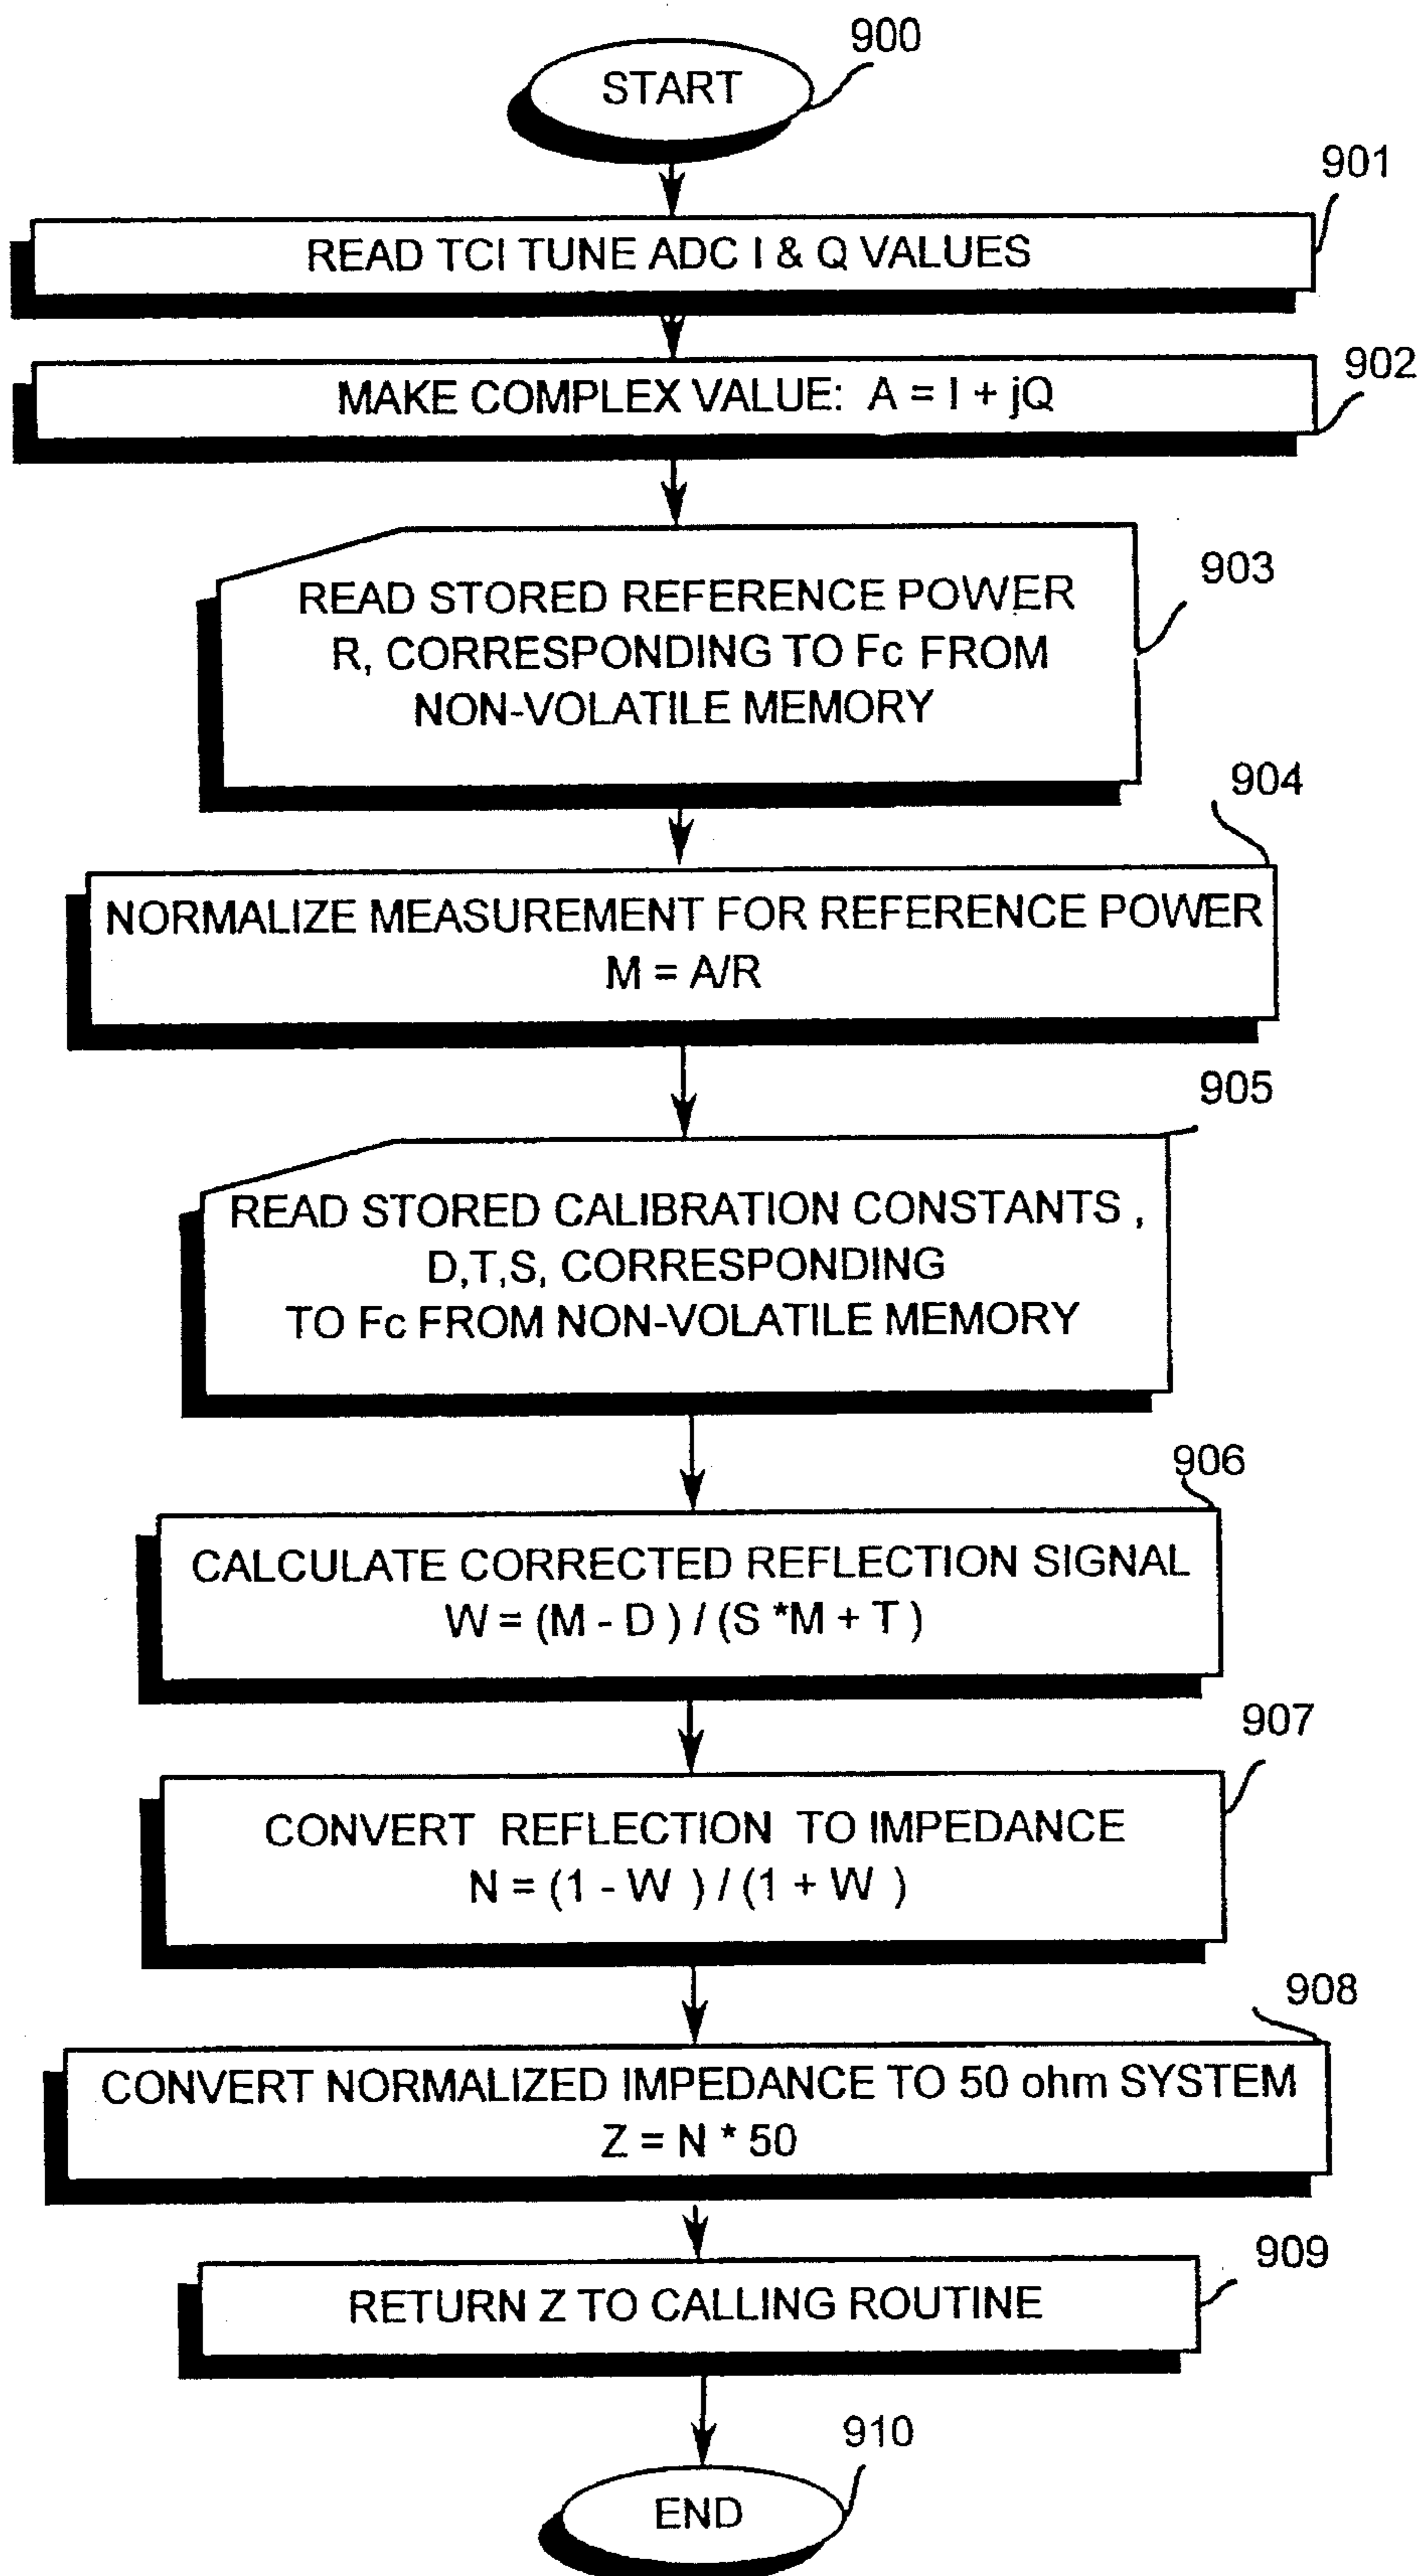 900
START
901
READ TCI TUNE ADC I & Q VALUES
902
MAKE COMPLEX VALUE: A = I + jQ
903
READ STORED REFERENCE POWER
R, CORRESPONDING TO Fc FROM
NON-VOLATILE MEMORY
904
NORMALIZE MEASUREMENT FOR REFERENCE POWER
M = A/R
905
READ STORED CALIBRATION CONSTANTS ,
D,T,S, CORRESPONDING
TO Fc FROM NON-VOLATILE MEMORY
906
CALCULATE CORRECTED REFLECTION SIGNAL
W = (M - D ) / (S *M + T )
907
CONVERT REFLECTION TO IMPEDANCE
N = (1 - W ) / (1 + W )
908
CONVERT NORMALIZED IMPEDANCE TO 50 ohm SYSTEM
Z = N * 50
909
RETURN Z TO CALLING ROUTINE
910
END